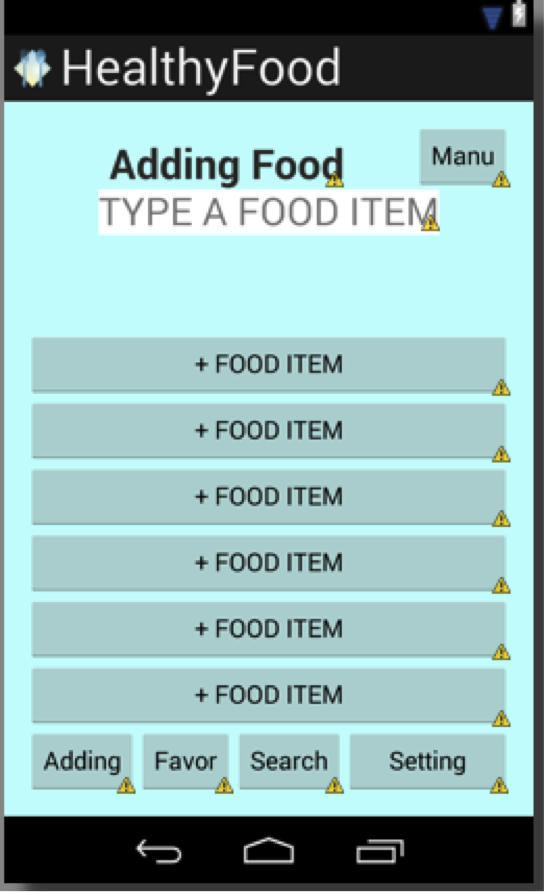 HealthyFood
Adding Food
Manu
TYPE A FOOD ITEM
+ FOOD ITEM
+ FOOD ITEM
+ FOOD ITEM
+ FOOD ITEM
+ FOOD ITEM
+ FOOD ITEM
Adding Favor Search Setting